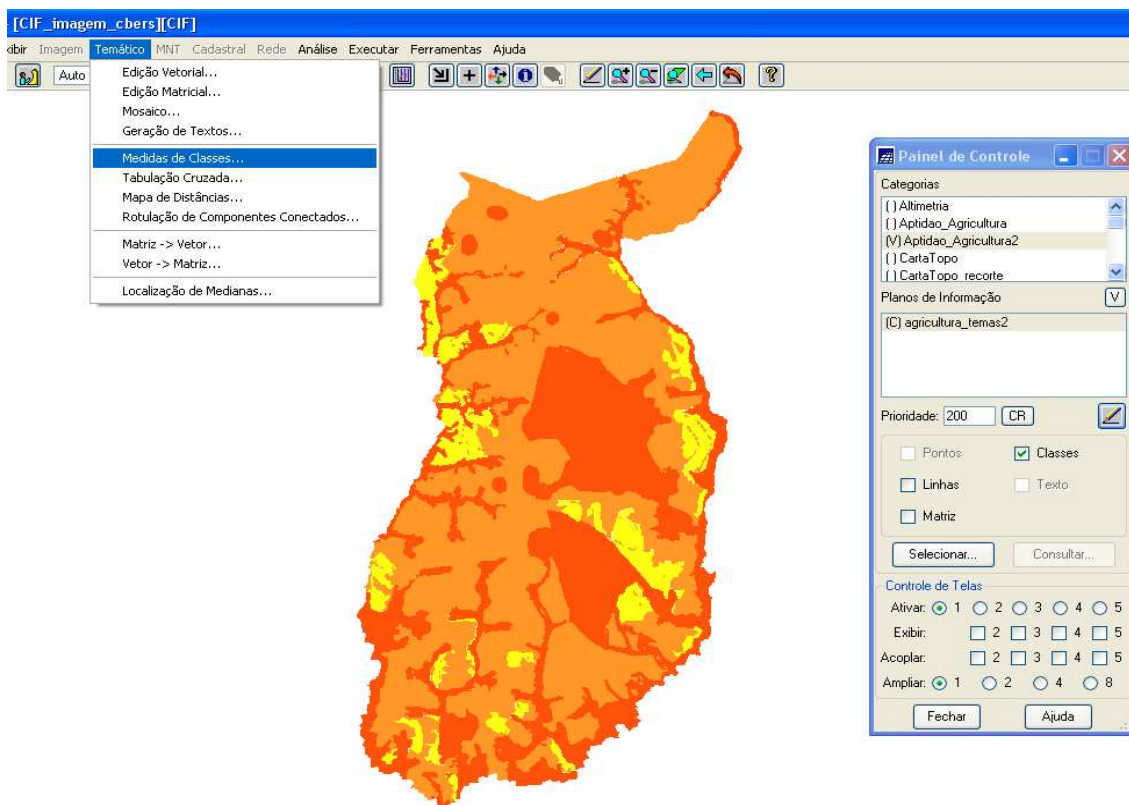 [CIF_imagem_cbers][CIF]
xibir Imagem Temático MNT Cadastral Rede Análise Executar Ferramentas Ajuda
Auto
Edição Vetorial...
Edição Matricial...
Mosaico...
Geração de Textos...
Medidas de Classes...
Tabulação Cruzada...
Mapa de Distâncias...
Rotulação de Componentes Conectados...
Matriz -> Vetor...
Vetor -> Matriz...
Localização de Medianas...
Painel de Controle
Categorias
( ) Altimetria
( ) Aptidao_Agricultura
(V) Aptidao_Agricultura2
( ) CartaTopo
( ) CartaTopo_recorte
Planos de Informação V
(C) agricultura_temas2
Prioridade: 200 CR
Pontos Classes
Linhas Texto
Matriz
Selecionar... Consultar...
Controle de Telas
Ativar: 1 2 3 4 5
Exibir: 2 3 4 5
Acoplar: 2 3 4 5
Ampliar: 1 2 4 8
Fechar Ajuda